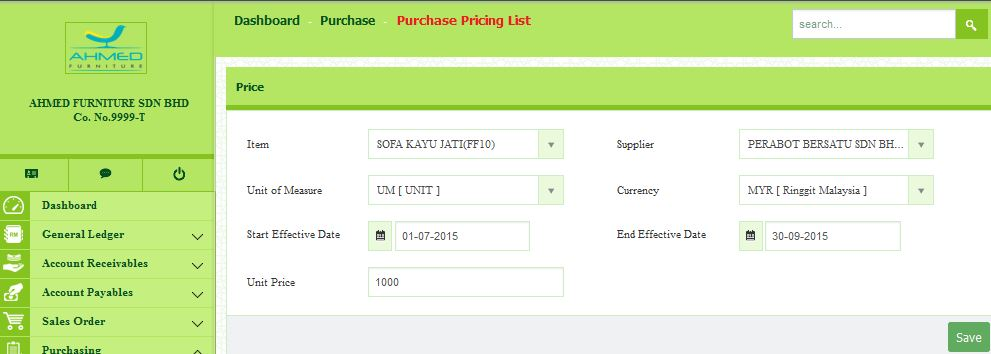 Dashboard - Purchase - Purchase Pricing List
search...
AHMED
FURNITURE
AHMED FURNITURE SDN BHD
Co. No.9999-T
Dashboard
General Ledger
RM
Account Receivables
Account Payables
Sales Order
Purchasing
Price
Item SOFA KAYU JATI(FF10) Supplier PERABOT BERSATU SDN BH...
Unit of Measure UM [ UNIT ] Currency MYR [ Ringgit Malaysia ]
Start Effective Date 01-07-2015 End Effective Date 30-09-2015
Unit Price 1000
Save